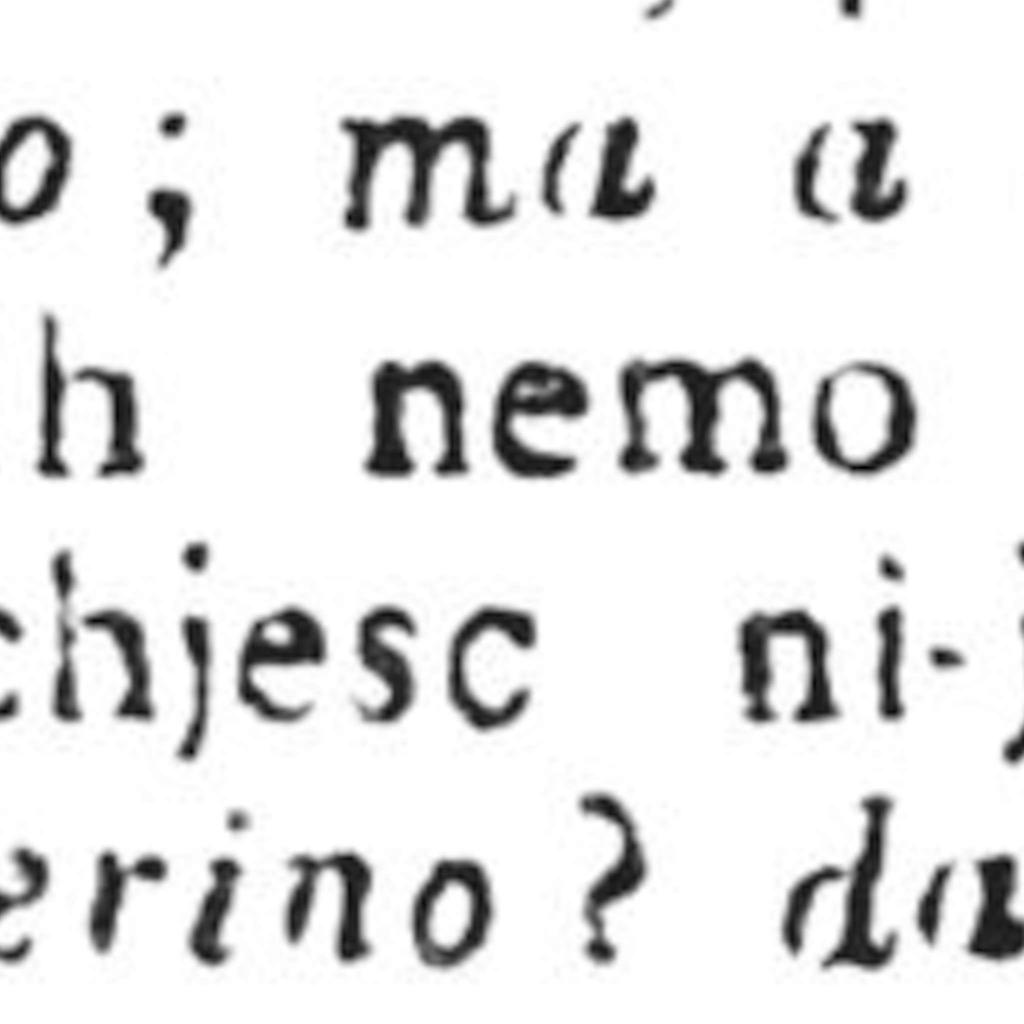 o ; ma a
h nemo
chjesc ni-j
erino ? da